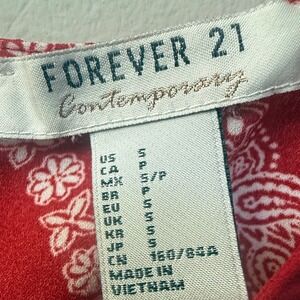 FOREVER 21
Contemporary
US S
CA P
MX S/P
BR P
EU S
UK S
KR S
JP S
CN 160/84A
MADE IN
VIETNAM